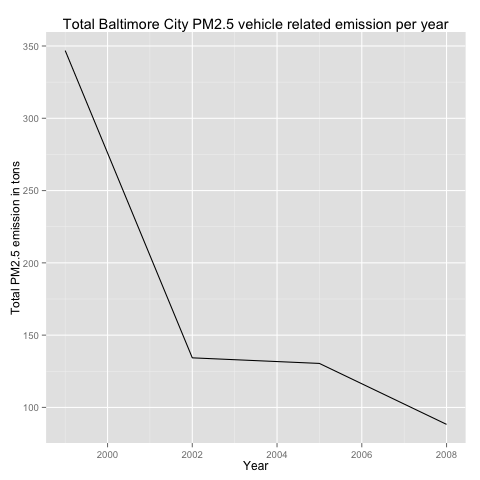 Total Baltimore City PM2.5 vehicle related emission per year
350
300
250
200
150
100
Total PM2.5 emission in tons
2000 2002 2004 2006 2008
Year